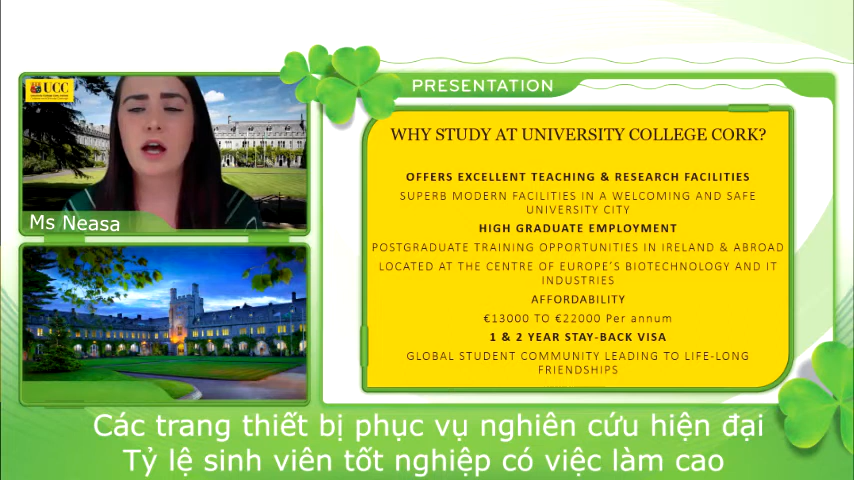 UCC
Ms Neasa
PRESENTATION
WHY STUDY AT UNIVERSITY COLLEGE CORK?
OFFERS EXCELLENT TEACHING & RESEARCH FACILITIES
SUPERB MODERN FACILITIES IN A WELCOMING AND SAFE
UNIVERSITY CITY
HIGH GRADUATE EMPLOYMENT
POSTGRADUATE TRAINING OPPORTUNITIES IN IRELAND & ABROAD
LOCATED AT THE CENTRE OF EUROPE'S BIOTECHNOLOGY AND IT
INDUSTRIES
AFFORDABILITY
€13000 TO €22000 Per annum
1 & 2 YEAR STAY-BACK VISA
GLOBAL STUDENT COMMUNITY LEADING TO LIFE-LONG
FRIENDSHIPS
Các trang thiết bị phục vụ nghiên cứu hiện đại
Tỷ lệ sinh viên tốt nghiệp có việc làm cao